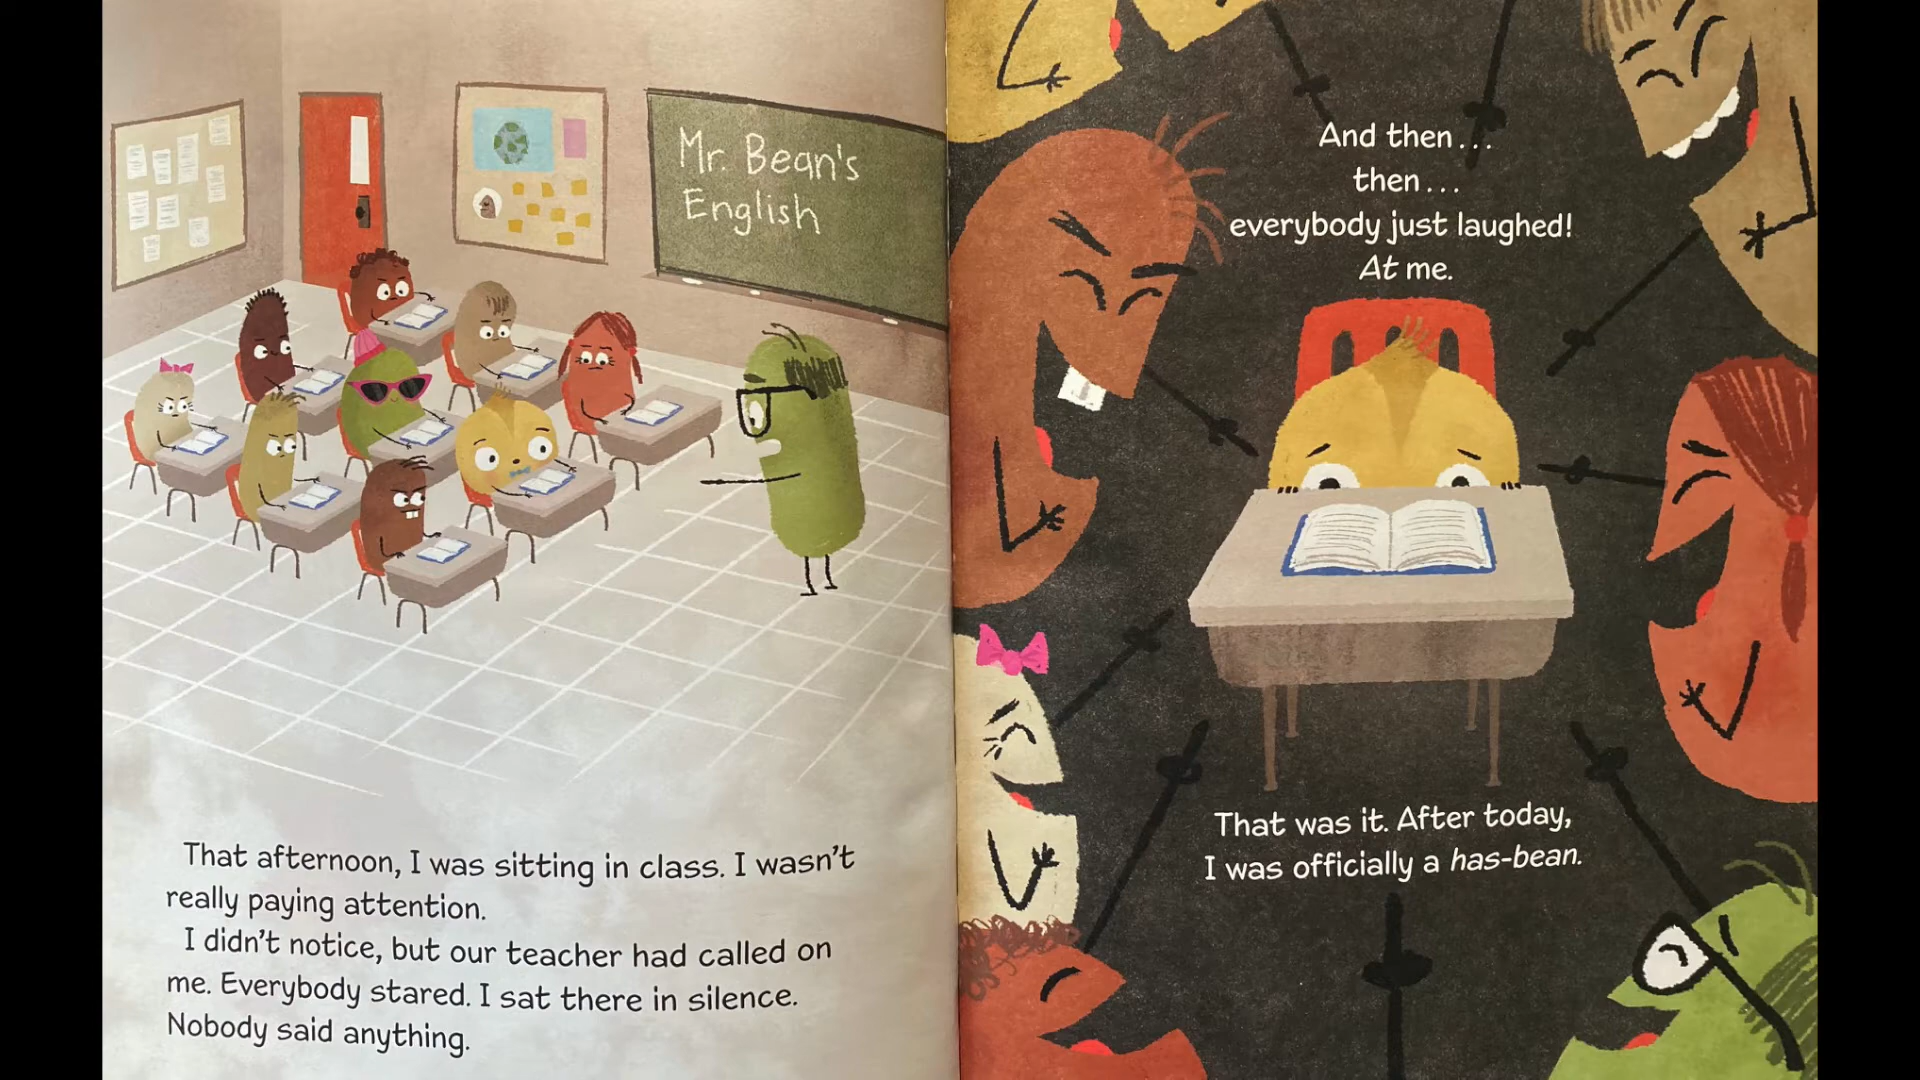 Mr. Bean's
English
That afternoon, I was sitting in class. I wasn't
really paying attention.
I didn't notice, but our teacher had called on
me. Everybody stared. I sat there in silence.
Nobody said anything.
And then...
then...
everybody just laughed!
At me.
That was it. After today,
I was officially a has-bean.